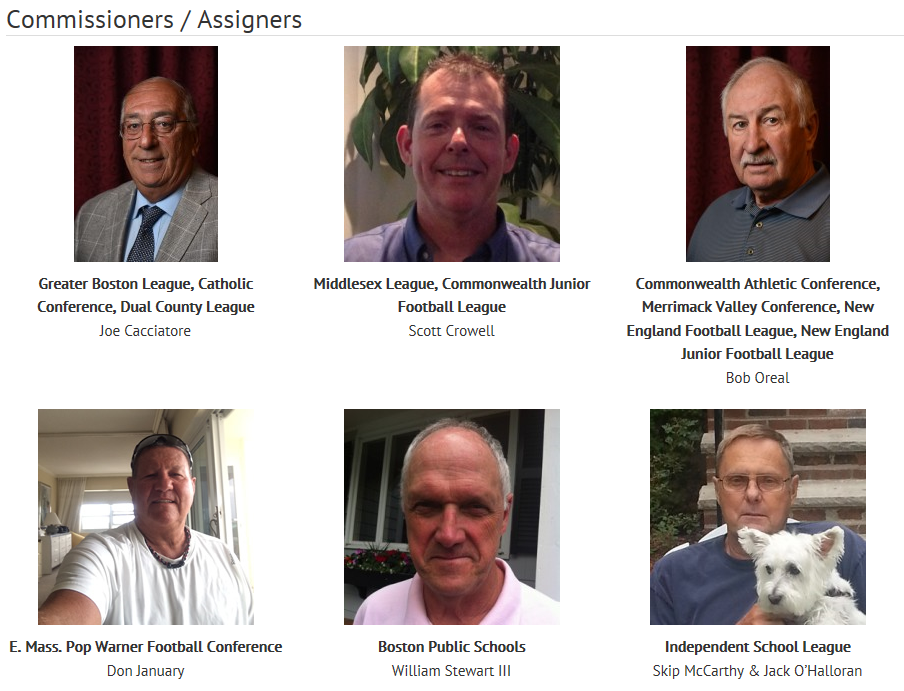 Commissioners / Assigners
Greater Boston League, Catholic
Conference, Dual County League
Joe Cacciatore
Middlesex League, Commonwealth Junior
Football League
Scott Crowell
Commonwealth Athletic Conference,
Merrimack Valley Conference, New
England Football League, New England
Junior Football League
Bob Oreal
E. Mass. Pop Warner Football Conference
Don January
Boston Public Schools
William Stewart III
Independent School League
Skip McCarthy & Jack O’Halloran